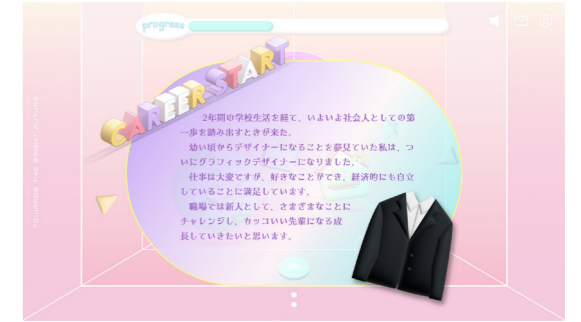 progress
CAREER START
2年間の学校生活を経て、いよいよ社会人としての第
一歩を踏み出すときが来た。
幼い頃からデザイナーになることを夢見ていた私は、つ
いにグラフィックデザイナーになりました。
仕事は大変ですが、好きなことができ、経済的にも自立
していることに満足しています。
職場では新人として、さまざまなことに
チャレンジし、カッコいい先輩になる成
長していきたいと思います。